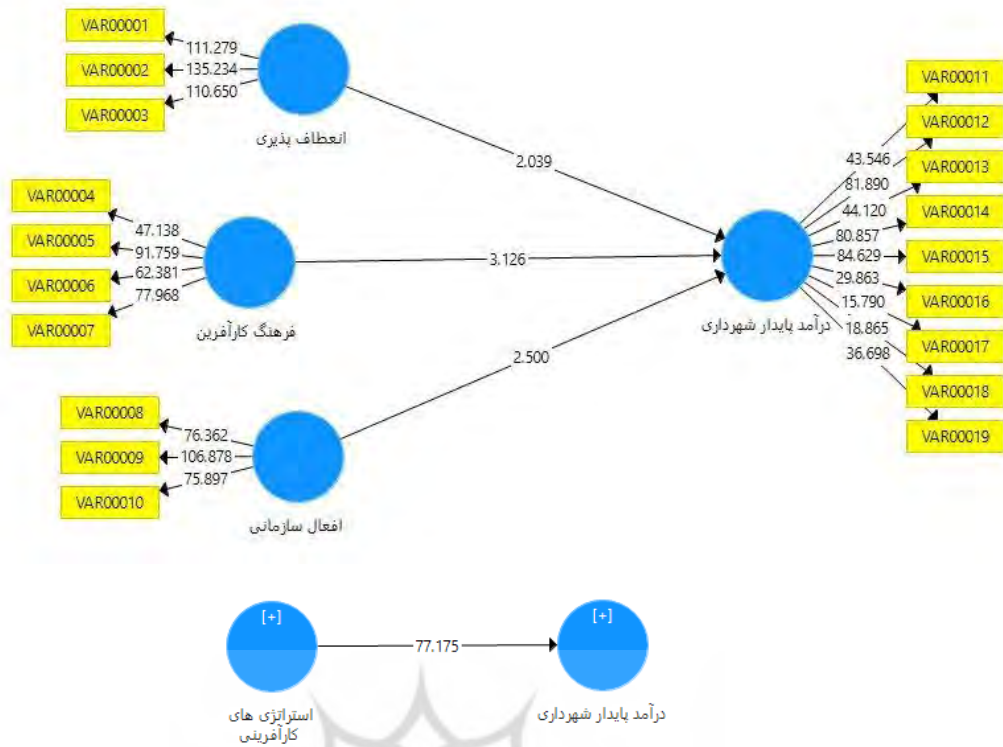 VAR00001
111.279
VAR00002
135.234
VAR00003
110.650
انعطاف پذیری
2.039
VAR00004
47.138
VAR00005
91.759
VAR00006
62.381
VAR00007
77.968
فرهنگ کارآفرین
3.126
VAR00008
76.362
VAR00009
106.878
VAR00010
75.897
افعال سازمانی
2.500
درآمد پایدار شهرداری
VAR00011
43.546
VAR00012
81.890
VAR00013
44.120
VAR00014
80.857
VAR00015
84.629
VAR00016
29.863
VAR00017
15.790
VAR00018
18.865
VAR00019
36.698
[+]
استراتژی های
کارآفرینی
77.175
[+]
درآمد پایدار شهرداری